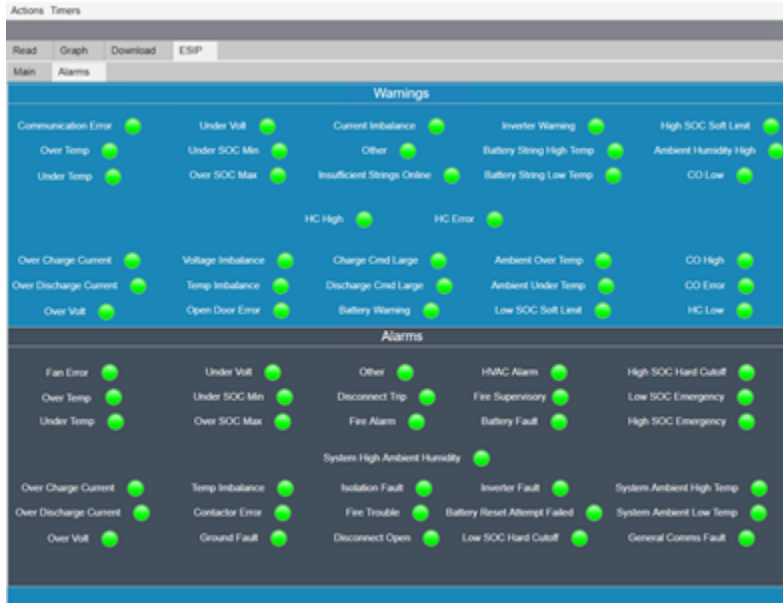 Actions Timers
Read Graph Download ESIP
Main Alarms
Warnings
Communication Error Under Volt Current Imbalance Inverter Warning High SOC Soft Limit
Over Temp Under SOC Min Other Battery String High Temp Ambient Humidity High
Under Temp Over SOC Max Insufficient Strings Online Battery String Low Temp CO Low
HC High HC Error
Over Charge Current Voltage Imbalance Charge Cmd Large Ambient Over Temp CO High
Over Discharge Current Temp Imbalance Discharge Cmd Large Ambient Under Temp CO Error
Over Volt Open Door Error Battery Warning Low SOC Soft Limit HC Low
Alarms
Fan Error Under Volt Other HVAC Alarm High SOC Hard Cutoff
Over Temp Under SOC Min Disconnect Trip Fire Supervisory Low SOC Emergency
Under Temp Over SOC Max Fire Alarm Battery Fault High SOC Emergency
System High Ambient Humidity
Over Charge Current Temp Imbalance Isolation Fault Inverter Fault System Ambient High Temp
Over Discharge Current Contactor Error Fire Trouble Battery Reset Attempt Failed System Ambient Low Temp
Over Volt Ground Fault Disconnect Open Low SOC Hard Cutoff General Comms Fault